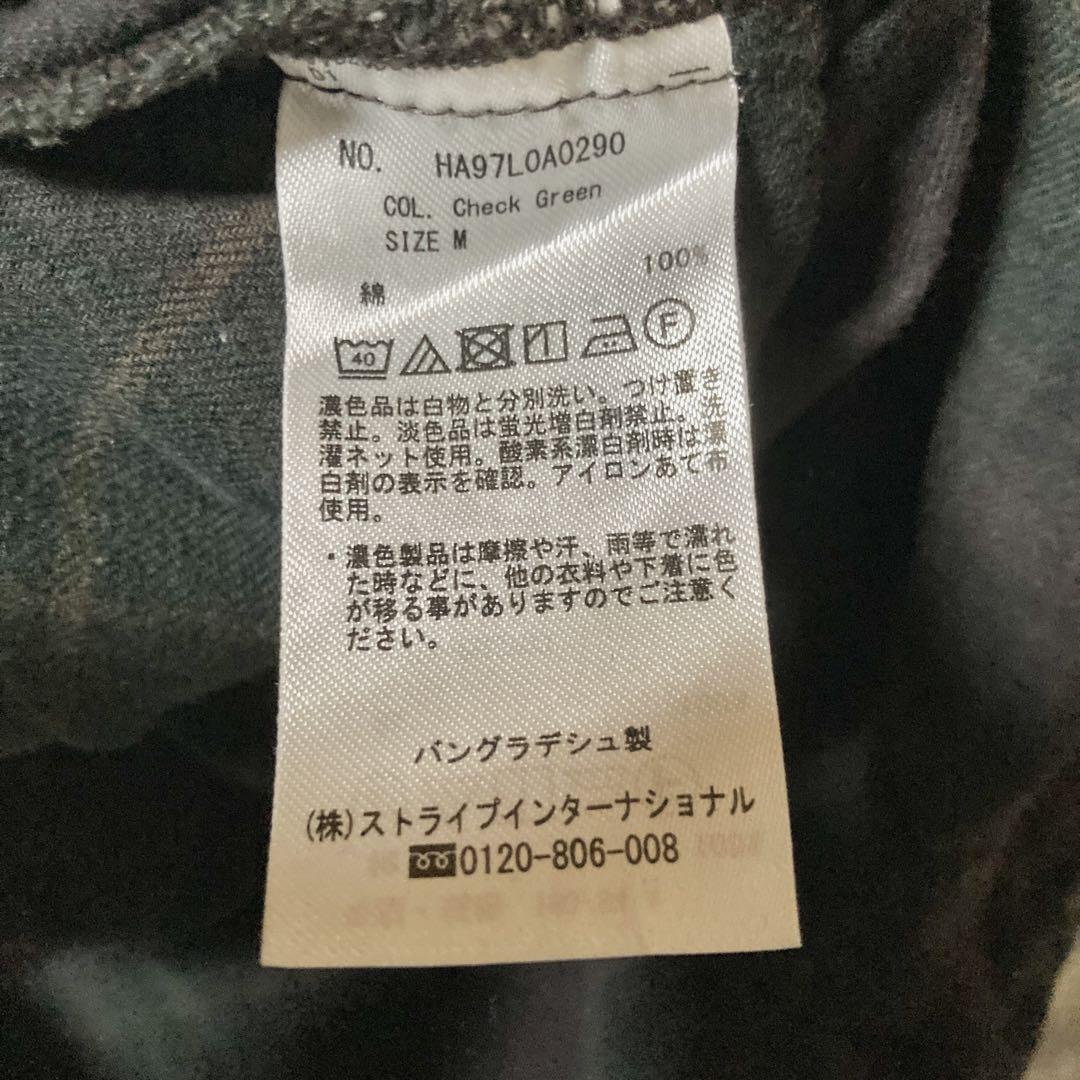 D1
NO. HA97L0A0290
COL. Check Green
SIZE M
100%
綿
40 F
濃色品は白物と分別洗い。つけ置き
禁止。淡色品は蛍光増白剤禁止。洗
濯ネット使用。酸素系漂白剤時は漂
白剤の表示を確認。アイロンあて布
使用。
・濃色製品は摩擦や汗、雨等で濡れ
た時などに、他の衣料や下着に色
が移る事がありますのでご注意く
ださい。
バングラデシュ製
(株)ストライプインターナショナル
0120-806-008